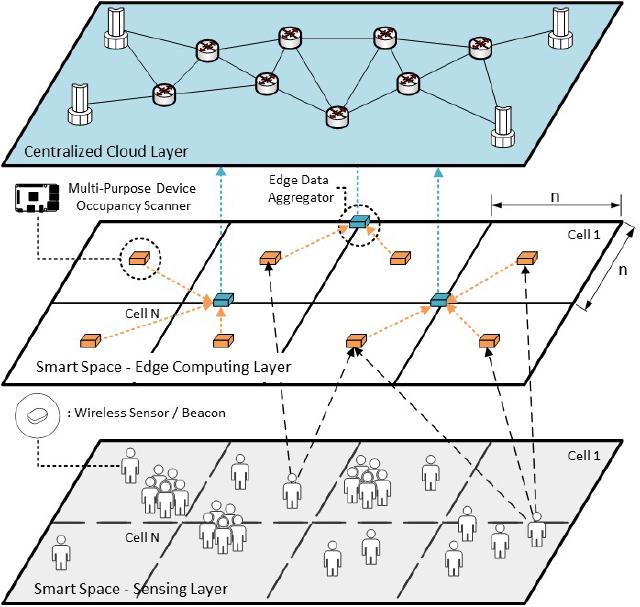 Centralized Cloud Layer
Multi-Purpose Device
Occupancy Scanner
Edge Data
Aggregator
n
Cell 1
n
Cell N
Smart Space - Edge Computing Layer
: Wireless Sensor / Beacon
Cell 1
Cell N
Smart Space - Sensing Layer